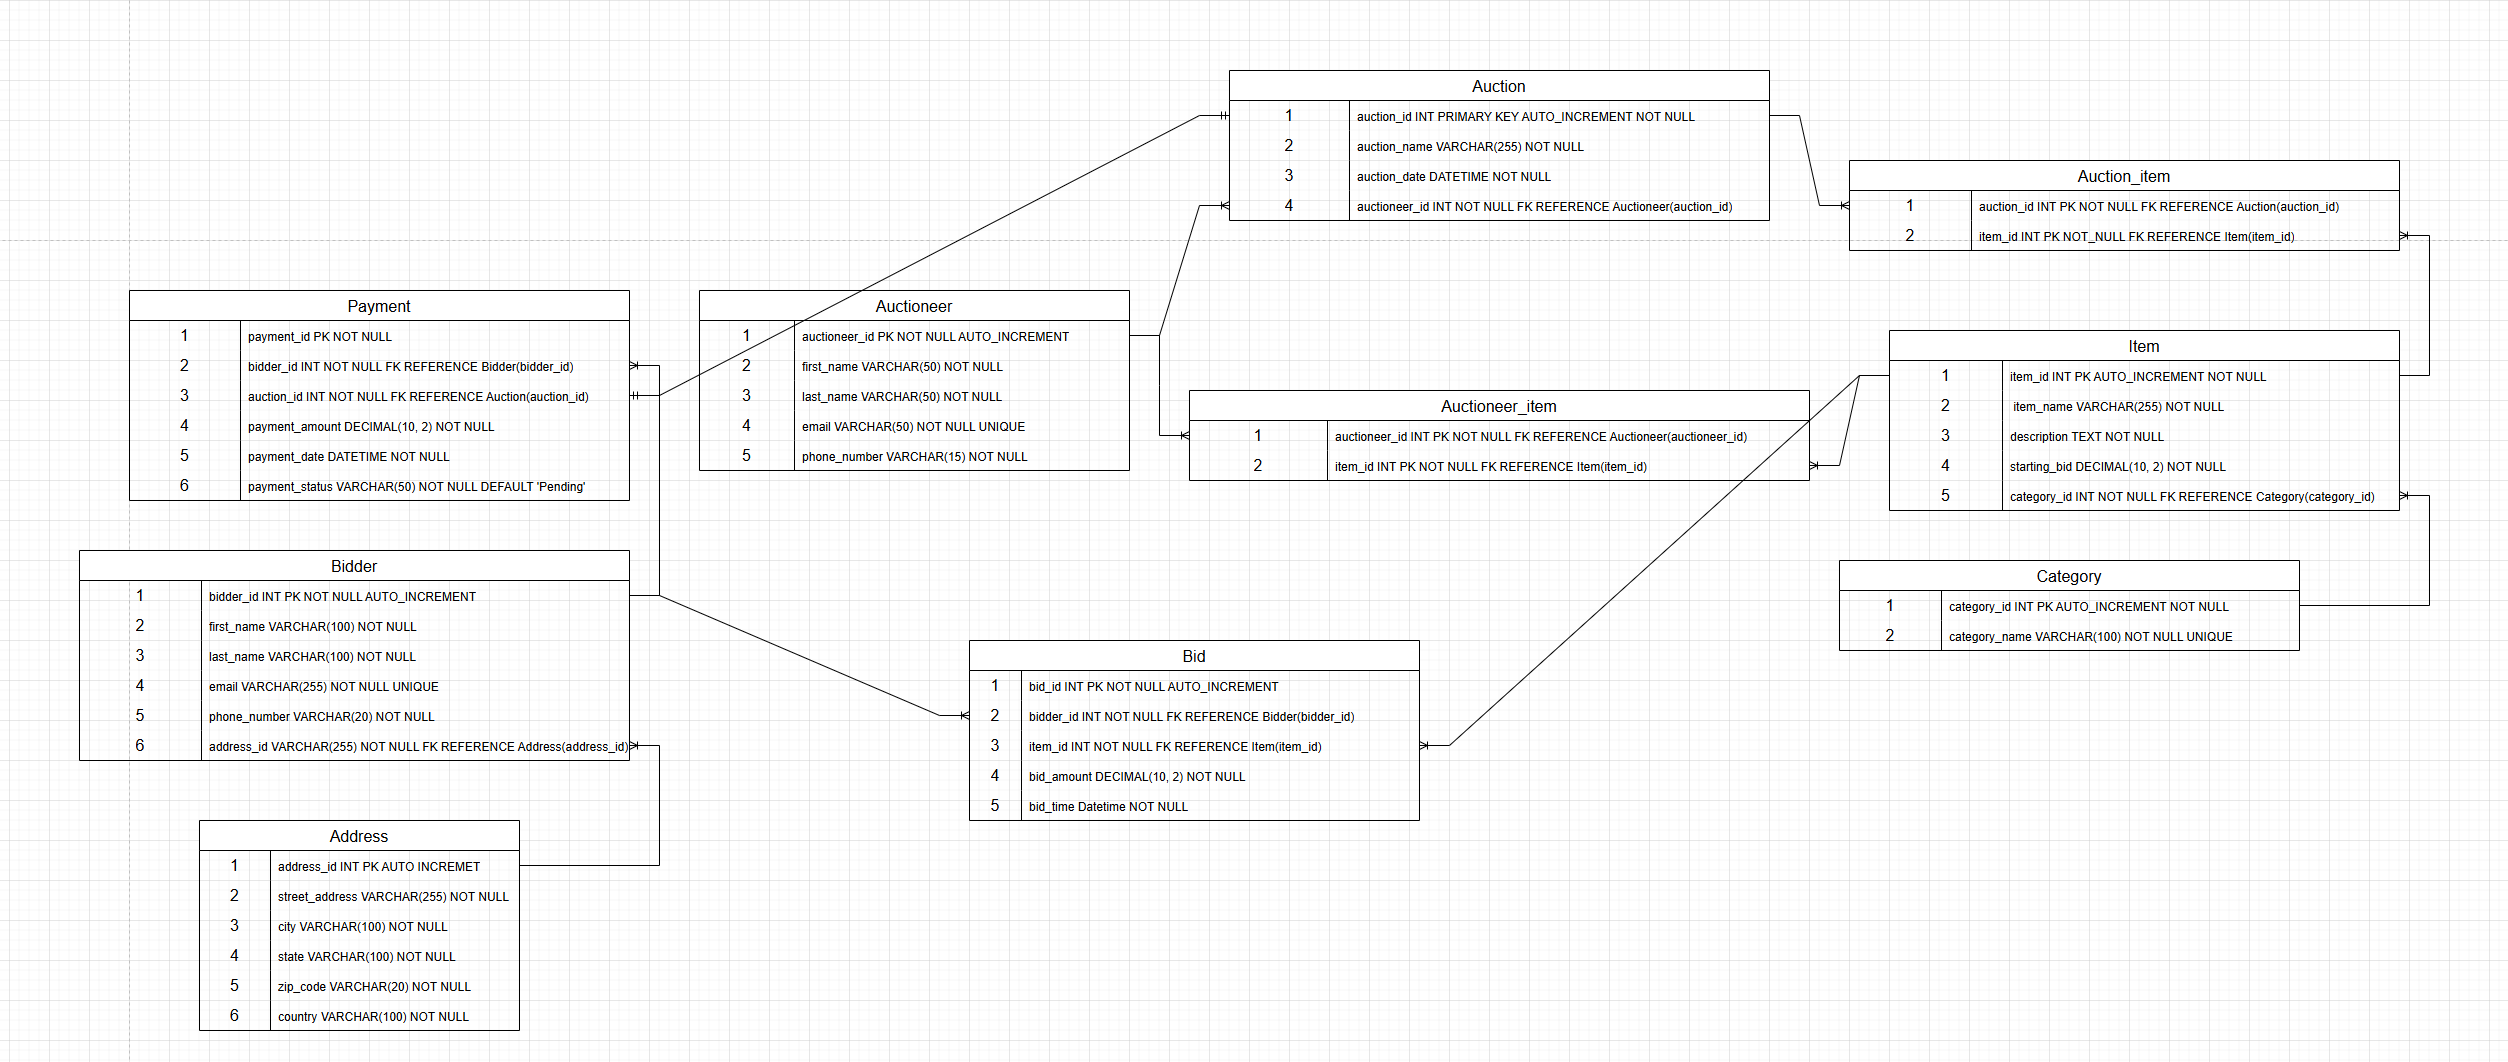 Auction
1 auction_id INT PRIMARY KEY AUTO_INCREMENT NOT NULL
2 auction_name VARCHAR(255) NOT NULL
3 auction_date DATETIME NOT NULL
4 auctioneer_id INT NOT NULL FK REFERENCE Auctioneer(auction_id)
Auction_item
1 auction_id INT PK NOT NULL FK REFERENCE Auction(auction_id)
2 item_id INT PK NOT_NULL FK REFERENCE Item(item_id)
Payment
1 payment_id PK NOT NULL
2 bidder_id INT NOT NULL FK REFERENCE Bidder(bidder_id)
3 auction_id INT NOT NULL FK REFERENCE Auction(auction_id)
4 payment_amount DECIMAL(10, 2) NOT NULL
5 payment_date DATETIME NOT NULL
6 payment_status VARCHAR(50) NOT NULL DEFAULT 'Pending'
Auctioneer
1 auctioneer_id PK NOT NULL AUTO_INCREMENT
2 first_name VARCHAR(50) NOT NULL
3 last_name VARCHAR(50) NOT NULL
4 email VARCHAR(50) NOT NULL UNIQUE
5 phone_number VARCHAR(15) NOT NULL
Auctioneer_item
1 auctioneer_id INT PK NOT NULL FK REFERENCE Auctioneer(auctioneer_id)
2 item_id INT PK NOT NULL FK REFERENCE Item(item_id)
Item
1 item_id INT PK AUTO_INCREMENT NOT NULL
2 item_name VARCHAR(255) NOT NULL
3 description TEXT NOT NULL
4 starting_bid DECIMAL(10, 2) NOT NULL
5 category_id INT NOT NULL FK REFERENCE Category(category_id)
Bidder
1 bidder_id INT PK NOT NULL AUTO_INCREMENT
2 first_name VARCHAR(100) NOT NULL
3 last_name VARCHAR(100) NOT NULL
4 email VARCHAR(255) NOT NULL UNIQUE
5 phone_number VARCHAR(20) NOT NULL
6 address_id VARCHAR(255) NOT NULL FK REFERENCE Address(address_id)
Category
1 category_id INT PK AUTO_INCREMENT NOT NULL
2 category_name VARCHAR(100) NOT NULL UNIQUE
Bid
1 bid_id INT PK NOT NULL AUTO_INCREMENT
2 bidder_id INT NOT NULL FK REFERENCE Bidder(bidder_id)
3 item_id INT NOT NULL FK REFERENCE Item(item_id)
4 bid_amount DECIMAL(10, 2) NOT NULL
5 bid_time Datetime NOT NULL
Address
1 address_id INT PK AUTO INCREMET
2 street_address VARCHAR(255) NOT NULL
3 city VARCHAR(100) NOT NULL
4 state VARCHAR(100) NOT NULL
5 zip_code VARCHAR(20) NOT NULL
6 country VARCHAR(100) NOT NULL